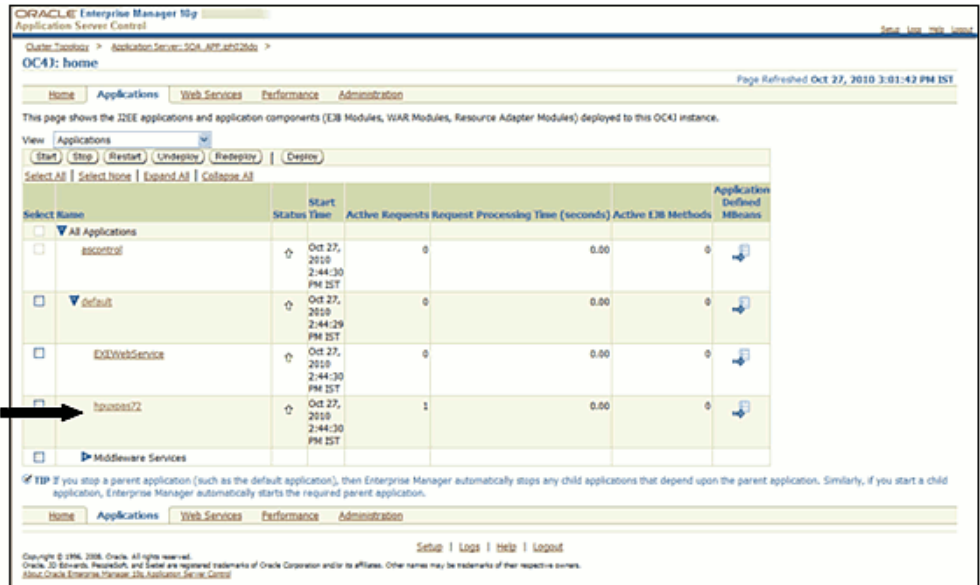 ORACLE Enterprise Manager 10g
Application Server Control
Setup Logs Help Logout
Cluster Topology > Application Server: SOA_APP. >
OC4J: home
Page Refreshed Oct 27, 2010 3:01:42 PM IST
Home Applications Web Services Performance Administration
This page shows the J2EE applications and application components (EJB Modules, WAR Modules, Resource Adapter Modules) deployed to this OC4J instance.
View Applications
Start Stop Restart Undeploy Redeploy | Deploy
Select All | Select None | Expand All | Collapse All
Select Name Status Start Time Active Requests Request Processing Time (seconds) Active EJB Methods Application Defined MBeans
All Applications
ascontrol Oct 27, 2010 2:44:30 PM IST 0 0.00 0
default Oct 27, 2010 2:44:29 PM IST 0 0.00 0
EXEWebService Oct 27, 2010 2:44:30 PM IST 0 0.00 0
Oct 27, 2010 2:44:30 PM IST 1 0.00 0
Middleware Services
TIP If you stop a parent application (such as the default application), then Enterprise Manager automatically stops any child applications that depend upon the parent application. Similarly, if you start a child
application, Enterprise Manager automatically starts the required parent application.
Home Applications Web Services Performance Administration
Setup | Logs | Help | Logout
Copyright © 1996, 2008, Oracle. All rights reserved.
Oracle, JD Edwards, PeopleSoft, and Siebel are registered trademarks of Oracle Corporation and/or its affiliates. Other names may be trademarks of their respective owners.
About Oracle Enterprise Manager 10g Application Server Control